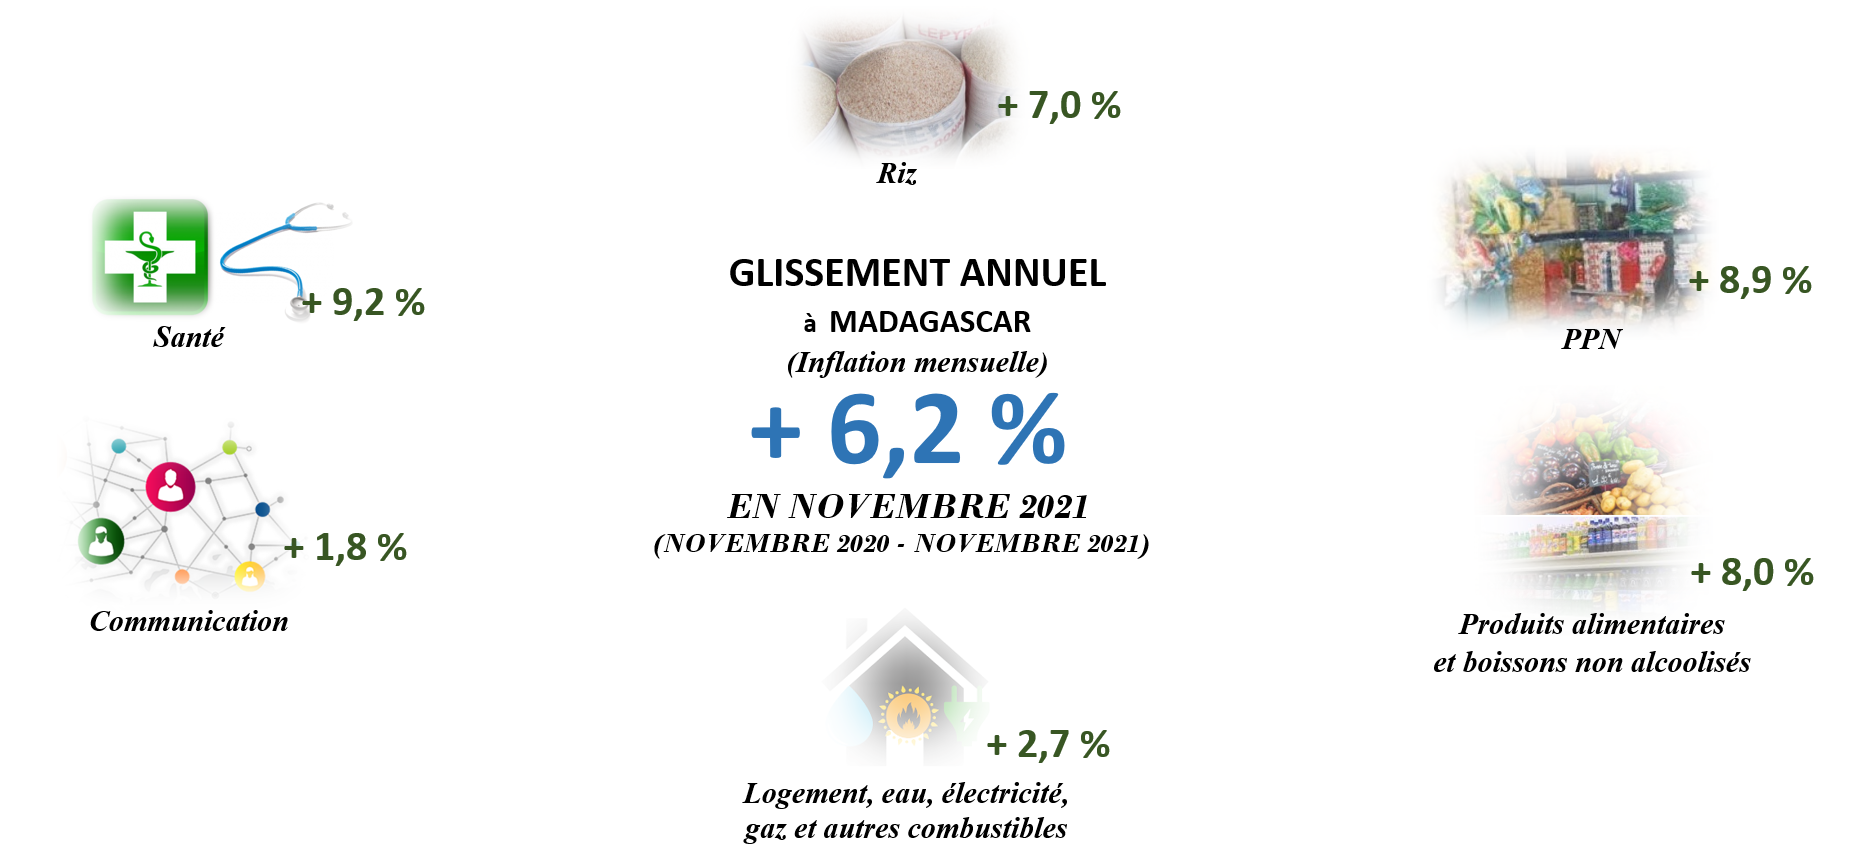 + 7,0 %
Riz
+ 9,2 %
Santé
GLISSEMENT ANNUEL
à MADAGASCAR
(Inflation mensuelle)
+ 6,2 %
EN NOVEMBRE 2021
(NOVEMBRE 2020 - NOVEMBRE 2021)
+ 8,9 %
PPN
+ 1,8 %
Communication
+ 8,0 %
Produits alimentaires
et boissons non alcoolisés
+ 2,7 %
Logement, eau, électricité,
gaz et autres combustibles